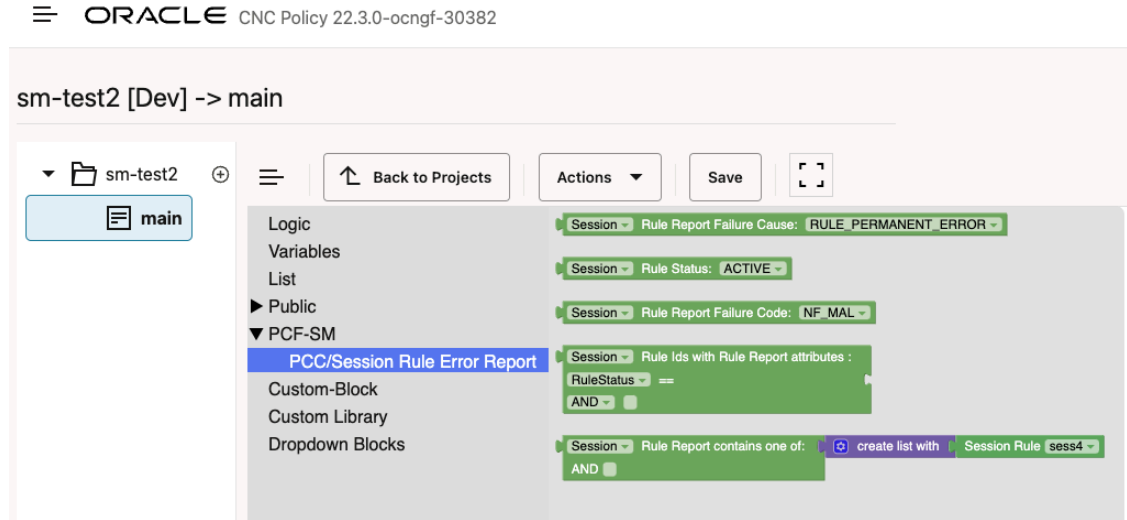 ORACLE CNC Policy 22.3.0-ocngf-30382
sm-test2 [Dev] -> main
sm-test2
main
Back to Projects
Actions
Save
Logic
Variables
List
Public
PCF-SM
PCC/Session Rule Error Report
Custom-Block
Custom Library
Dropdown Blocks
Session Rule Report Failure Cause: RULE_PERMANENT_ERROR
Session Rule Status: ACTIVE
Session Rule Report Failure Code: NF_MAL
Session Rule Ids with Rule Report attributes :
RuleStatus ==
AND
Session Rule Report contains one of: create list with Session Rule sess4
AND